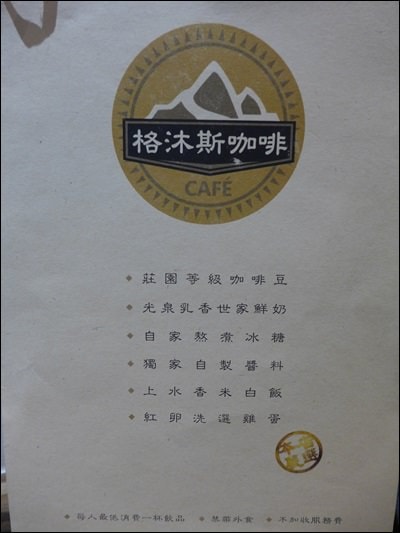 格沐斯咖啡
CAFÉ
莊園等級咖啡豆
光泉乳香世家鮮奶
自家熬煮冰糖
獨家自製醬料
上水香米白飯
紅卵洗選雞蛋
每人最低消費一杯飲品 禁帶外食 不加收服務費